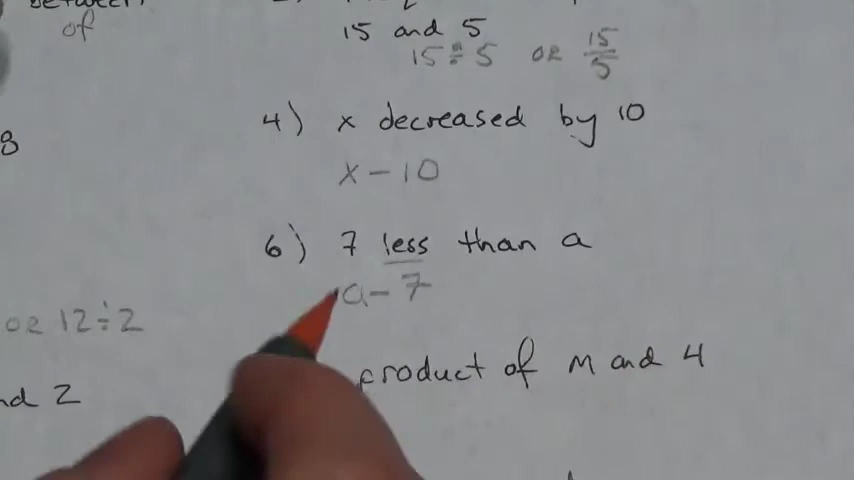 of
15 and 5
15 ÷ 5 OR 15/5
8
4) x decreased by 10
x - 10
6) 7 less than a
a - 7
OR 12 ÷ 2
product of m and 4
nd 2